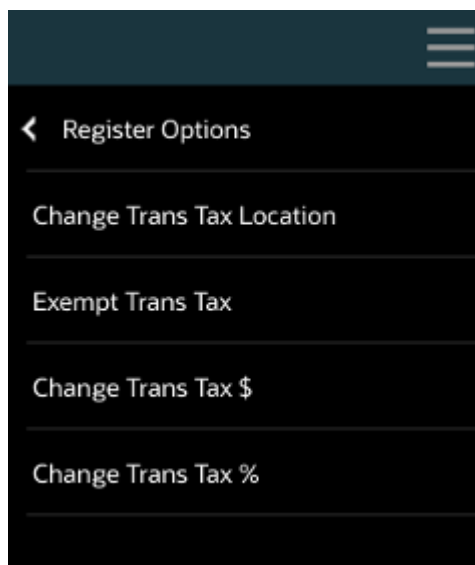 Register Options
Change Trans Tax Location
Exempt Trans Tax
Change Trans Tax $
Change Trans Tax %